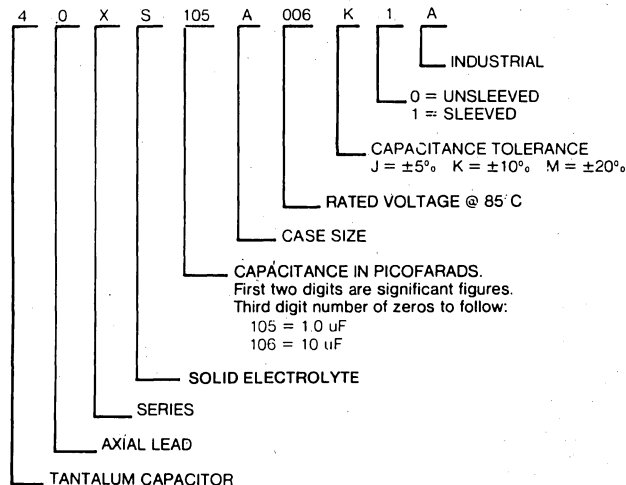 4 0 X S 105 A 006 K 1 A
INDUSTRIAL
0 = UNSLEEVED
1 = SLEEVED
CAPACITANCE TOLERANCE
J = ±5% K = ±10% M = ±20%
RATED VOLTAGE @ 85°C
CASE SIZE
CAPACITANCE IN PICOFARADS.
First two digits are significant figures.
Third digit number of zeros to follow:
105 = 1.0 uF
106 = 10 uF
SOLID ELECTROLYTE
SERIES
AXIAL LEAD
TANTALUM CAPACITOR